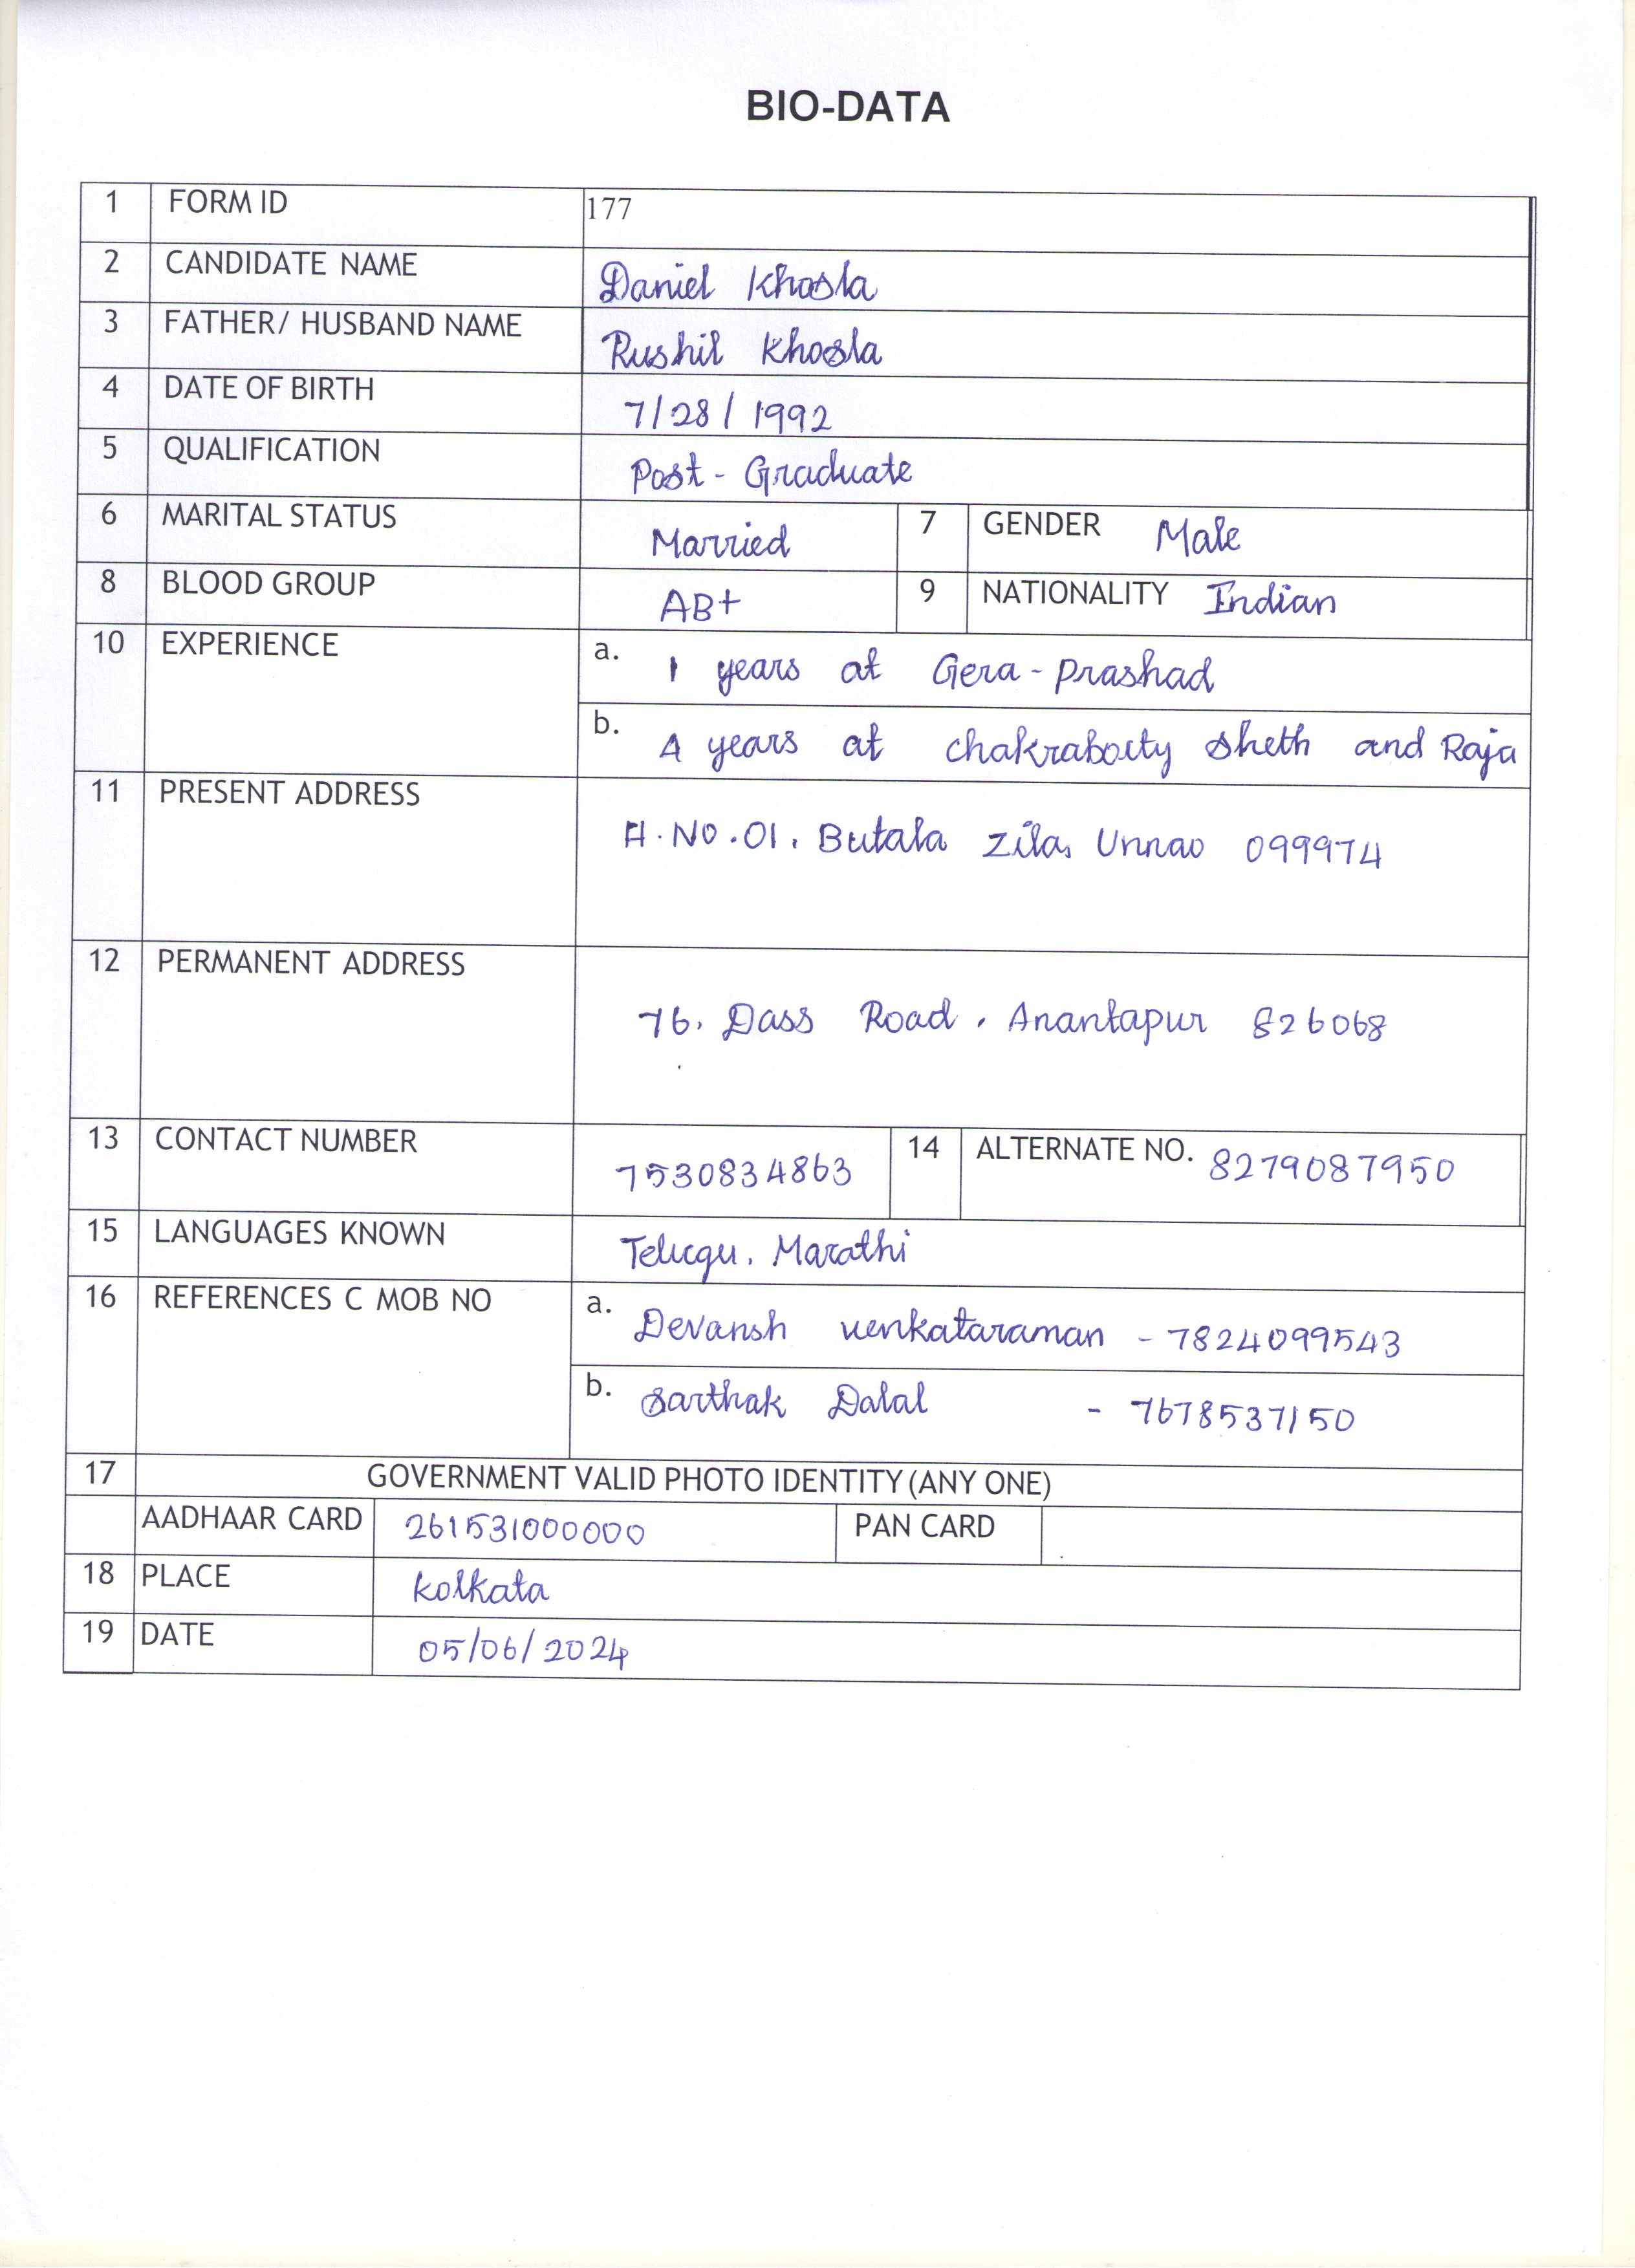 BIO-DATA
1 FORM ID 177
2 CANDIDATE NAME Daniel Khosla
3 FATHER/ HUSBAND NAME Rushil Khosla
4 DATE OF BIRTH 7/28/1992
5 QUALIFICATION Post - Graduate
6 MARITAL STATUS Married 7 GENDER Male
8 BLOOD GROUP AB+ 9 NATIONALITY Indian
10 EXPERIENCE a. 1 years at Gera - Prashad
b. 4 years at chakraborty sheth and Raja
11 PRESENT ADDRESS H.NO.01, Butala Zila, Unnao 099974
12 PERMANENT ADDRESS 76, Dass Road, Anantapur 826068
13 CONTACT NUMBER 7530834863 14 ALTERNATE NO. 8279087950
15 LANGUAGES KNOWN Telugu, Marathi
16 REFERENCES C MOB NO a. Devansh venkataraman - 7824099543
b. Sarthak Dalal - 7678537150
17 GOVERNMENT VALID PHOTO IDENTITY (ANY ONE)
AADHAAR CARD 261531000000 PAN CARD
18 PLACE Kolkata
19 DATE 05/06/2024